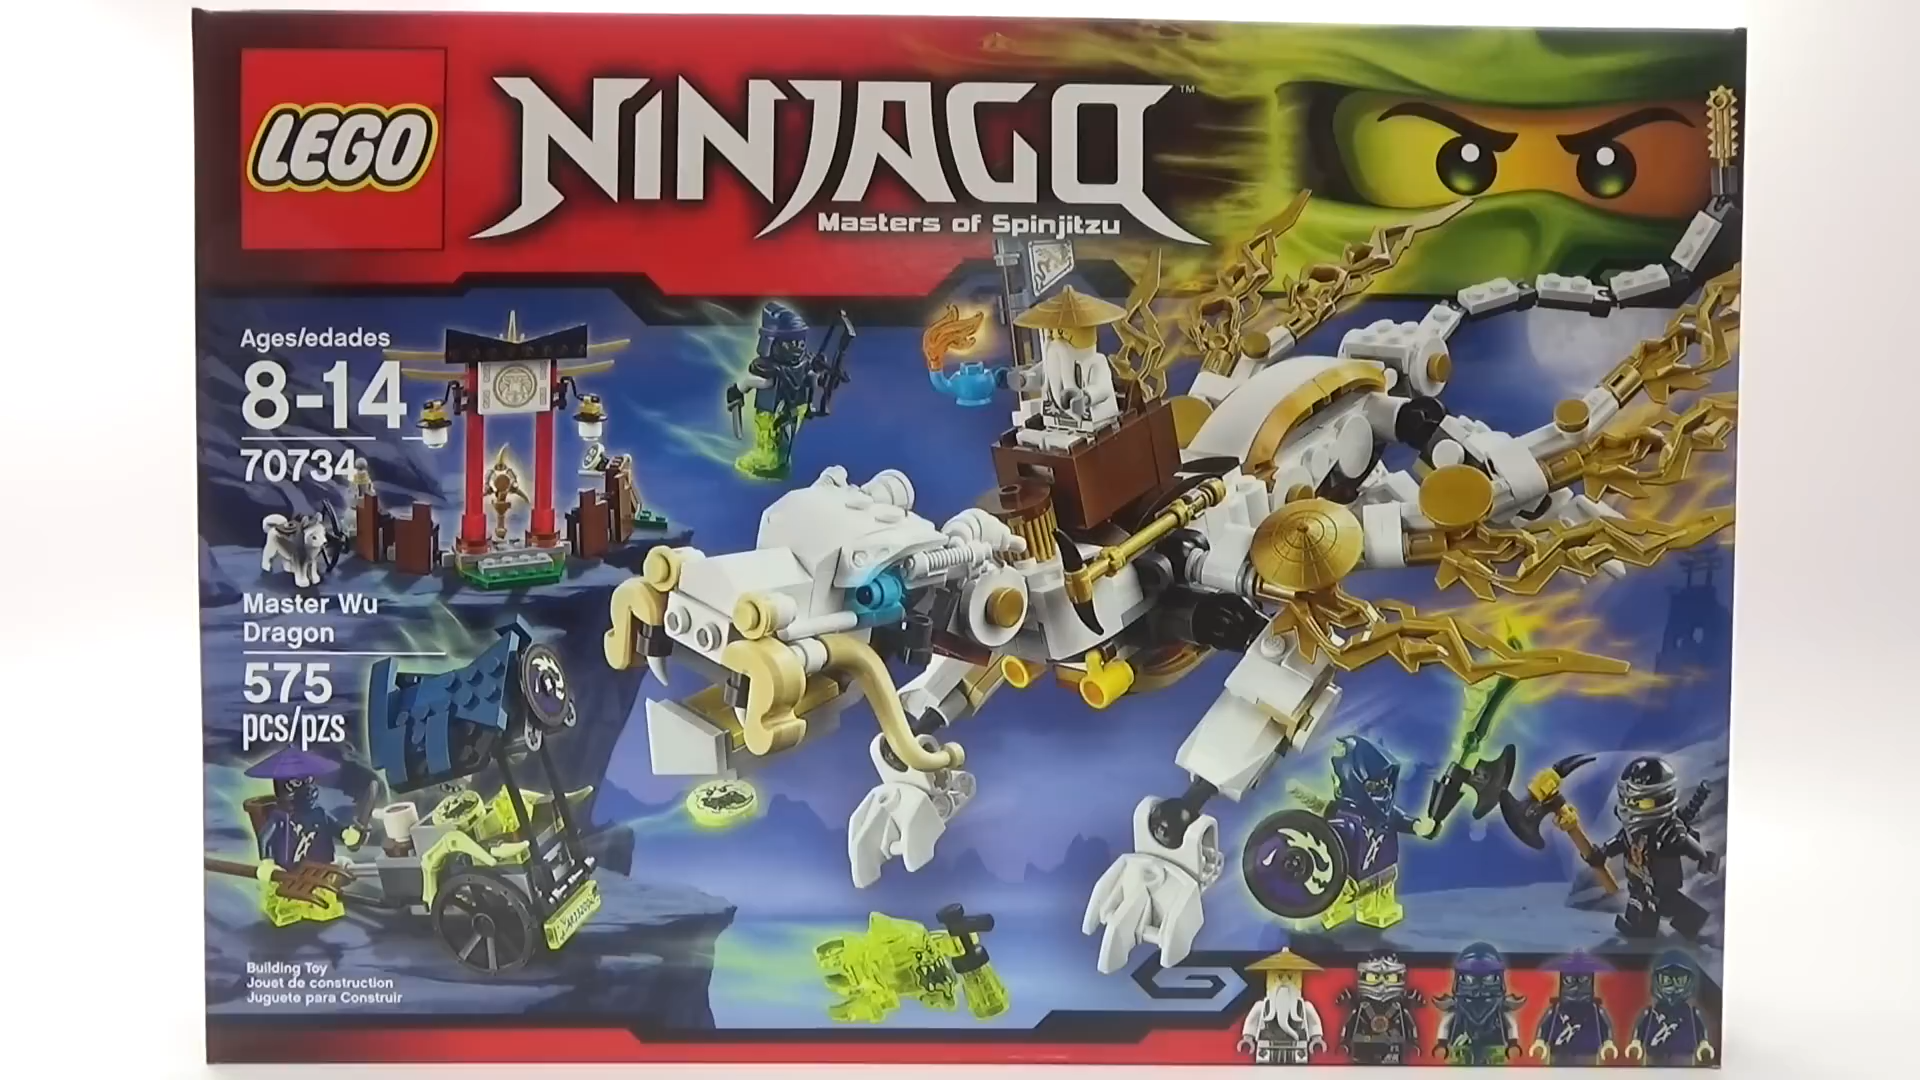 LEGO
NINJAGO™
Masters of Spinjitzu
Ages/edades
8-14
70734
Master Wu
Dragon
575
pcs/pzs
Building Toy
Jouet de construction
Juguete para Construir